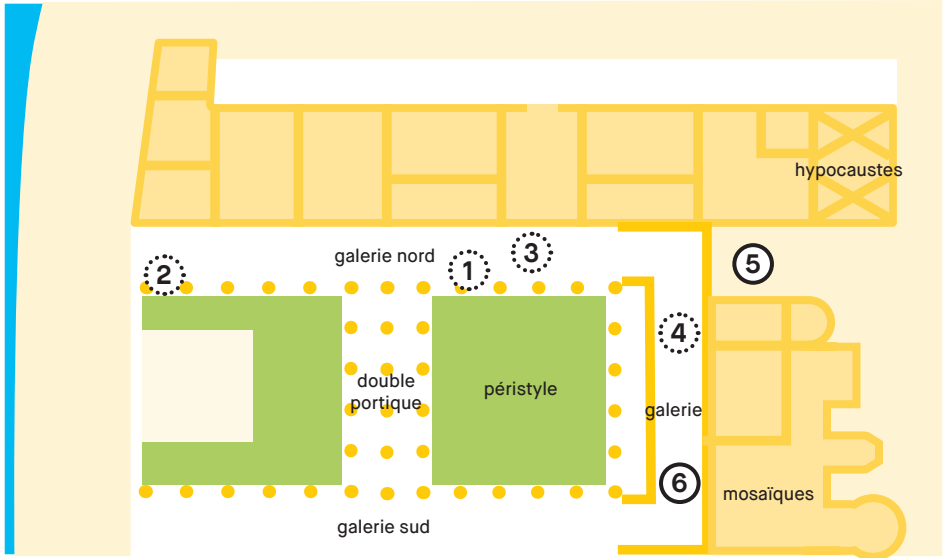 hypocaustes
galerie nord
3
5
2
1
4
double
portique
péristyle
galerie
6
mosaïques
galerie sud